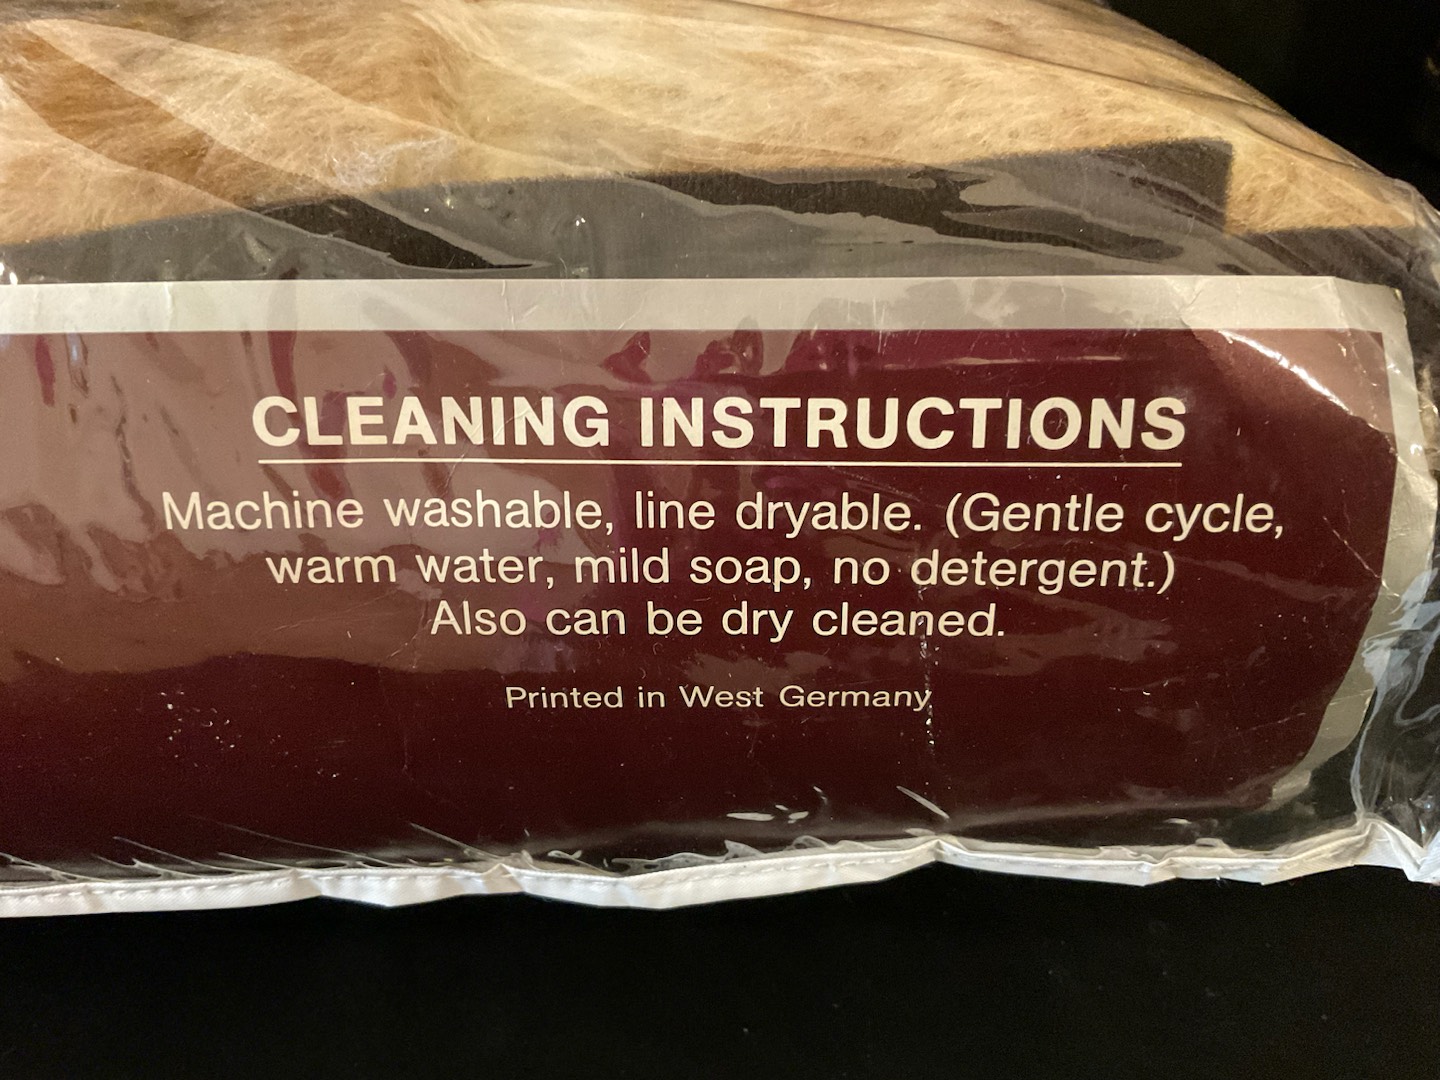 CLEANING INSTRUCTIONS
Machine washable, line dryable. (Gentle cycle,
warm water, mild soap, no detergent.)
Also can be dry cleaned.
Printed in West Germany